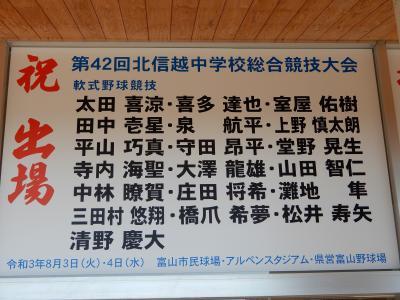 祝 出場
第42回北信越中学校総合競技大会
軟式野球競技
太田 喜涼・喜多 達也・室屋 佑樹
田中 壱星・泉 航平・上野 慎太朗
平山 巧真・守田 昂平・堂野 晃生
寺内 海聖・大澤 龍雄・山田 智仁
中林 瞭賀・庄田 将希・灘地 隼
三田村 悠翔・橋爪 希夢・松井 寿矢
清野 慶大
令和3年8月3日(火)・4日(水) 富山市民球場・アルペンスタジアム・県営富山野球場